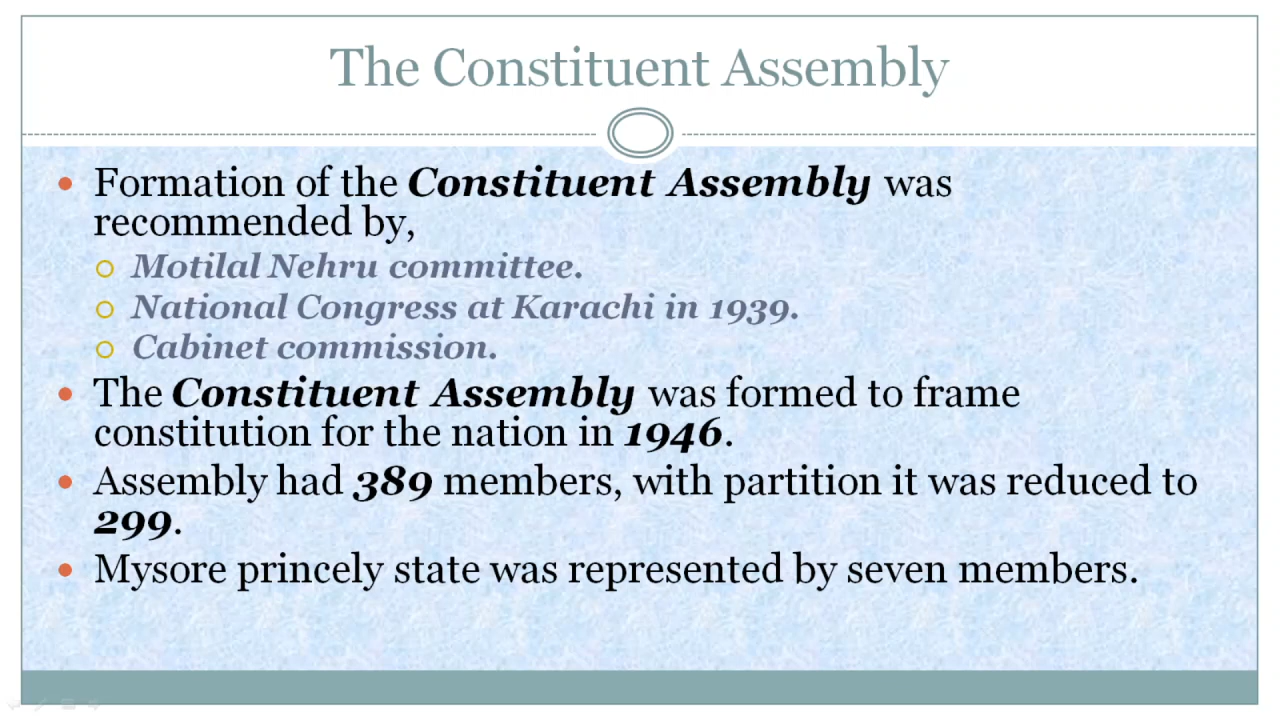 The Constituent Assembly
Formation of the Constituent Assembly was
recommended by,
Motilal Nehru committee.
National Congress at Karachi in 1939.
Cabinet commission.
The Constituent Assembly was formed to frame
constitution for the nation in 1946.
Assembly had 389 members, with partition it was reduced to
299.
Mysore princely state was represented by seven members.